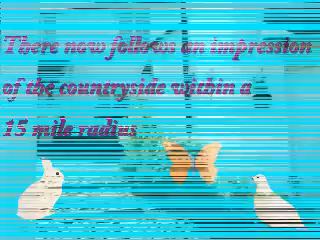 There now follows an impression
of the countryside within a
15 mile radius